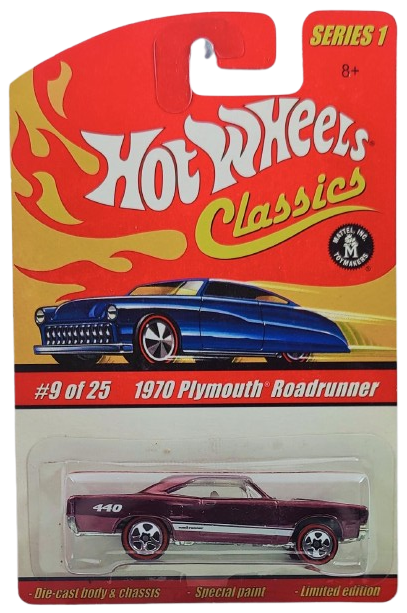 SERIES 1
8+
Hot Wheels®
Classics
MATTEL, INC.
M
TOYMAKERS®
#9 of 25 1970 Plymouth® Roadrunner
440
- Die-cast body & chassis - Special paint - Limited edition